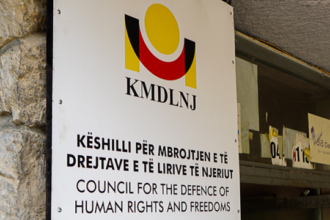 KMDLNJ
KËSHILLI PËR MBROJTJEN E TË
DREJTAVE E TË LIRIVE TË NJERIUT
COUNCIL FOR THE DEFENCE OF
HUMAN RIGHTS AND FREEDOMS